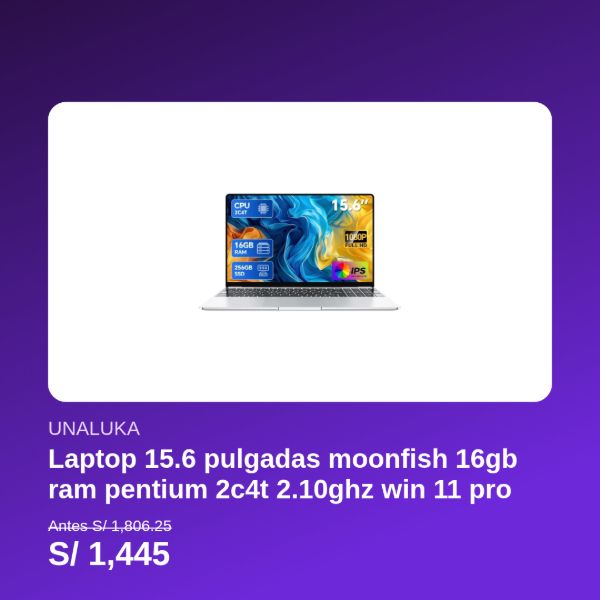 CPU
2C4T
15.6"
16GB
RAM
1080P
FULL HD
256GB
SSD
IPS
UNALUKA
Laptop 15.6 pulgadas moonfish 16gb
ram pentium 2c4t 2.10ghz win 11 pro
Antes S/ 1,806.25
S/ 1,445